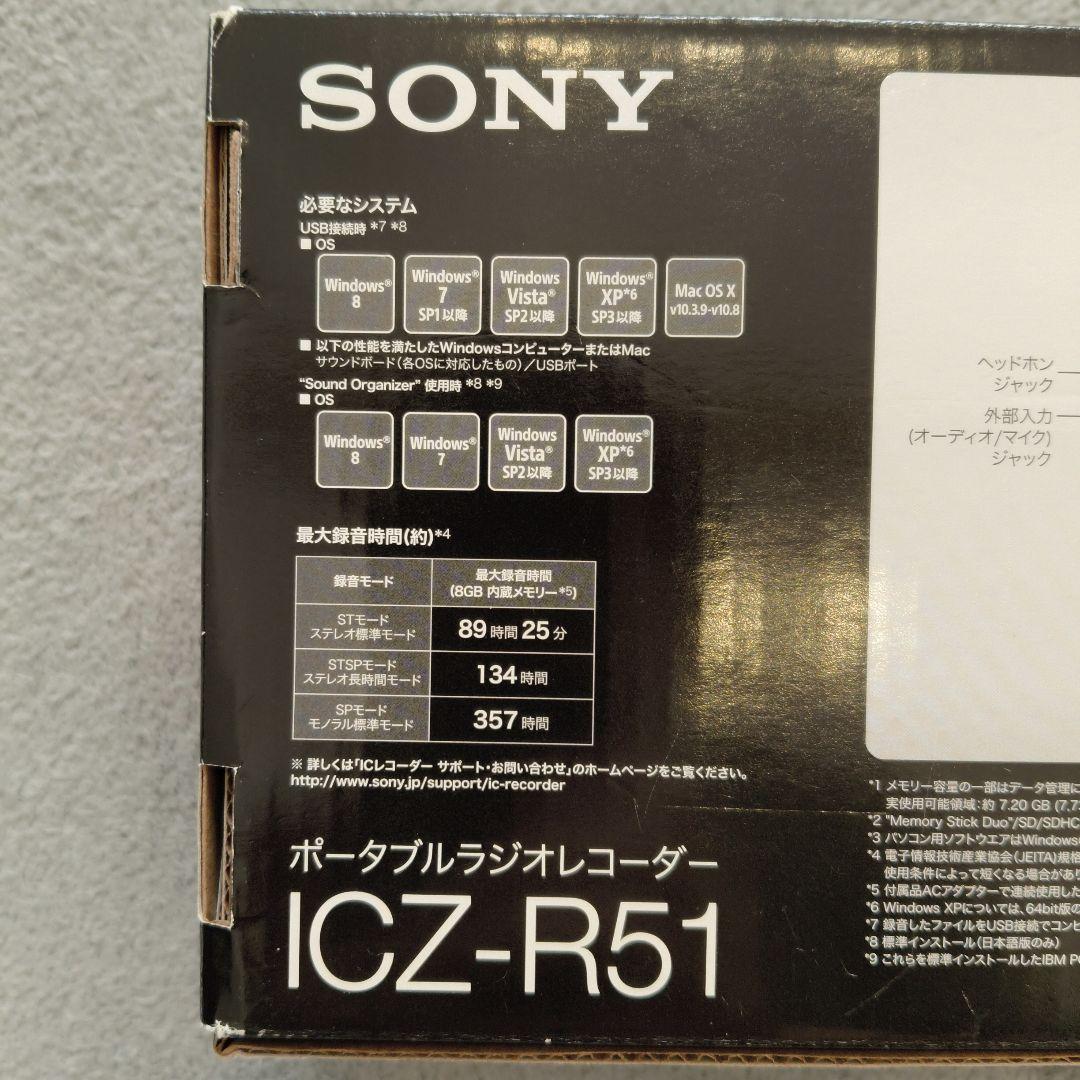 SONY
必要なシステム
USB接続時 *7 *8
■ OS
Windows®
8
Windows®
7
SP1以降
Windows
Vista®
SP2以降
Windows®
XP*6
SP3以降
Mac OS X
v10.3.9-v10.8
■ 以下の性能を満たしたWindowsコンピューターまたはMac
サウンドボード(各OSに対応したもの)/USBポート
"Sound Organizer" 使用時 *8 *9
■ OS
Windows®
8
Windows®
7
Windows
Vista®
SP2以降
Windows®
XP*6
SP3以降
最大録音時間(約)*4
録音モード
最大録音時間
(8GB 内蔵メモリー*5)
STモード
ステレオ標準モード
89時間25分
STSPモード
ステレオ長時間モード
134時間
SPモード
モノラル標準モード
357時間
※ 詳しくは「ICレコーダー サポート・お問い合わせ」のホームページをご覧ください。
http://www.sony.jp/support/ic-recorder
ポータブルラジオレコーダー
ICZ-R51
ヘッドホン
ジャック
外部入力
(オーディオ/マイク)
ジャック
*1 メモリー容量の一部はデータ管理に
実使用可能領域:約 7.20 GB (7,7
*2 "Memory Stick Duo"/SD/SDHC
*3 パソコン用ソフトウエアはWindows
*4 電子情報技術産業協会(JEITA)規格
使用条件によって短くなる場合があり
*5 付属品ACアダプターで連続使用した
*6 Windows XPについては、64bit版の
*7 録音したファイルをUSB接続でコンピ
*8 標準インストール(日本語版のみ)
*9 これらを標準インストールしたIBM PC